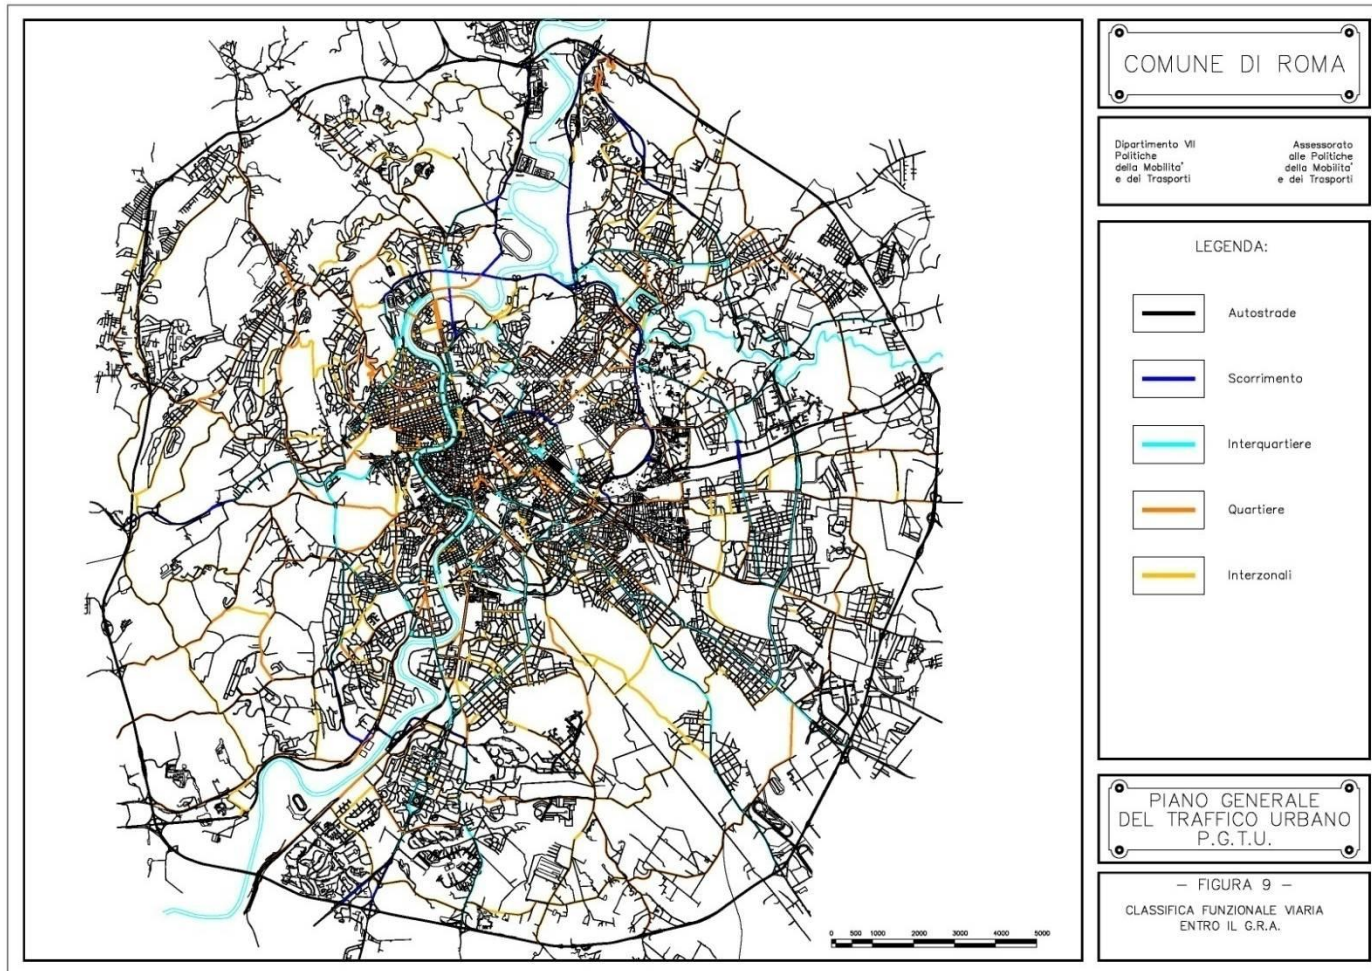 COMUNE DI ROMA
Dipartimento VII
Politiche
della Mobilita'
e dei Trasporti
Assessorato
alle Politiche
della Mobilita'
e dei Trasporti
LEGENDA:
Autostrade
Scorrimento
Interquartiere
Quartiere
Interzonali
PIANO GENERALE
DEL TRAFFICO URBANO
P.G.T.U.
– FIGURA 9 –
CLASSIFICA FUNZIONALE VIARIA
ENTRO IL G.R.A.
0 500 1000 2000 3000 4000 5000